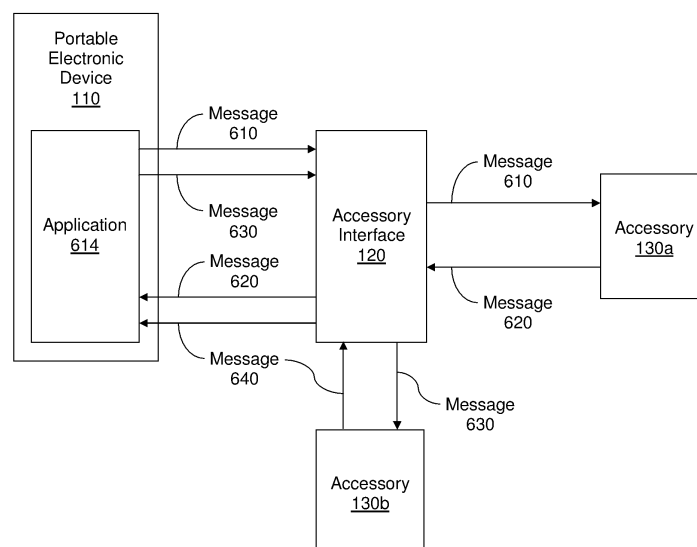 Portable
Electronic
Device
110
Application
614
Message
610
Message
630
Message
620
Message
640
Accessory
Interface
120
Message
610
Message
620
Accessory
130a
Message
630
Accessory
130b